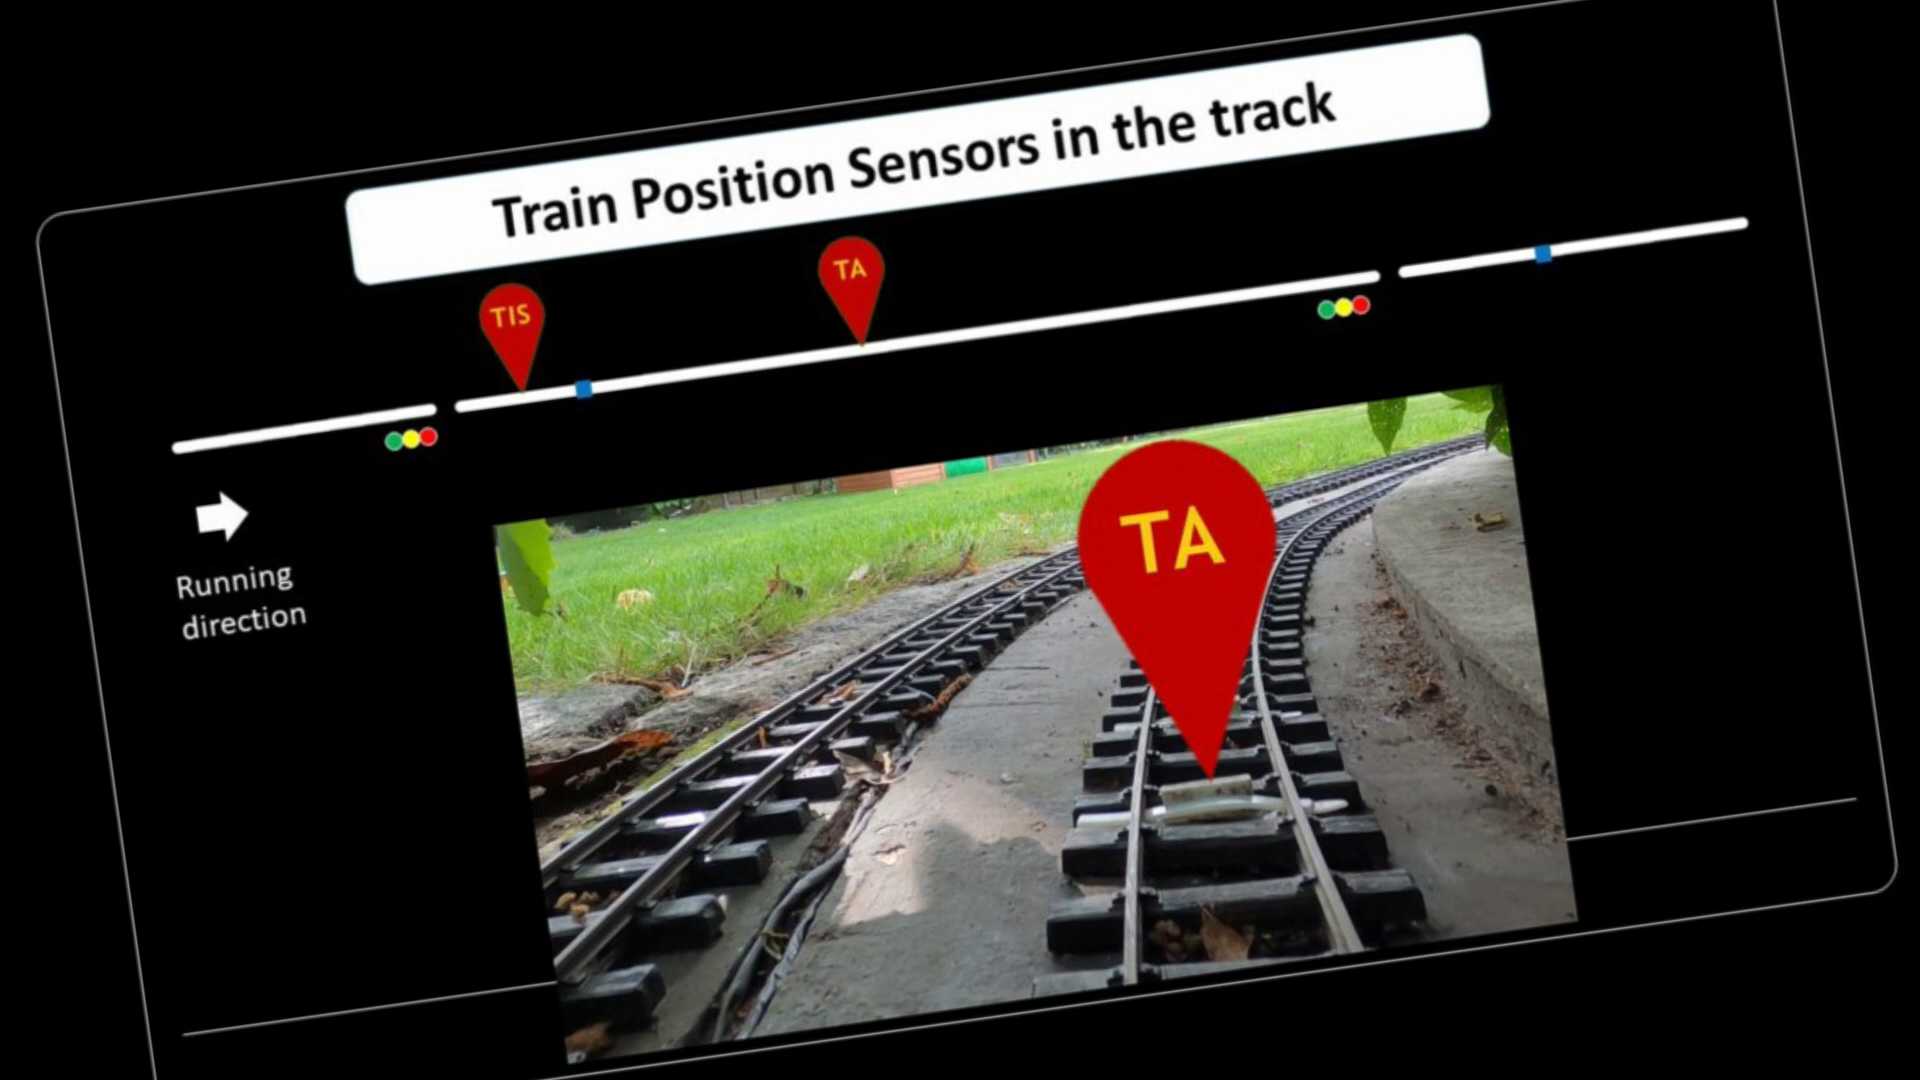 Train Position Sensors in the track
TIS
TA
Running
direction
TA